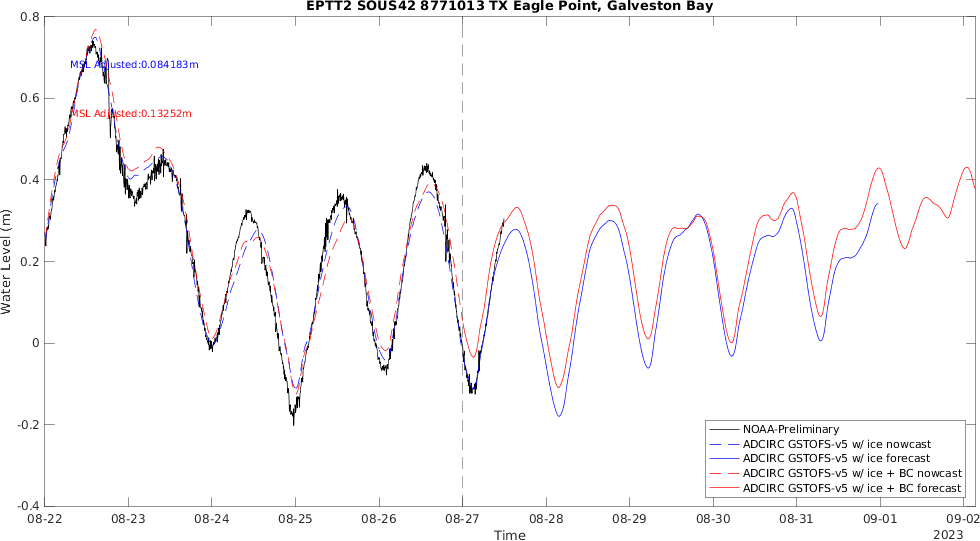 EPTT2 SOUS42 8771013 TX Eagle Point, Galveston Bay
0.8
0.6
0.4
0.2
0
-0.2
-0.4
Water Level (m)
MSL Adjusted:0.084183m
MSL Adjusted:0.13252m
NOAA-Preliminary
ADCIRC GSTOFS-v5 w/ ice nowcast
ADCIRC GSTOFS-v5 w/ ice forecast
ADCIRC GSTOFS-v5 w/ ice + BC nowcast
ADCIRC GSTOFS-v5 w/ ice + BC forecast
08-22 08-23 08-24 08-25 08-26 08-27 08-28 08-29 08-30 08-31 09-01 09-02
Time
2023